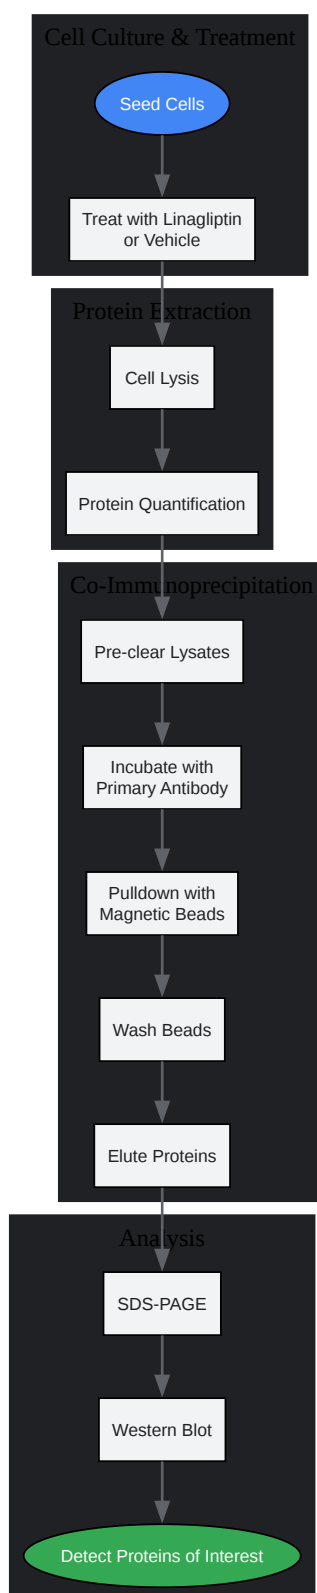 Cell Culture & Treatment
Seed Cells
Treat with Linagliptin
or Vehicle
Protein Extraction
Cell Lysis
Protein Quantification
Co-Immunoprecipitation
Pre-clear Lysates
Incubate with
Primary Antibody
Pulldown with
Magnetic Beads
Wash Beads
Elute Proteins
Analysis
SDS-PAGE
Western Blot
Detect Proteins of Interest